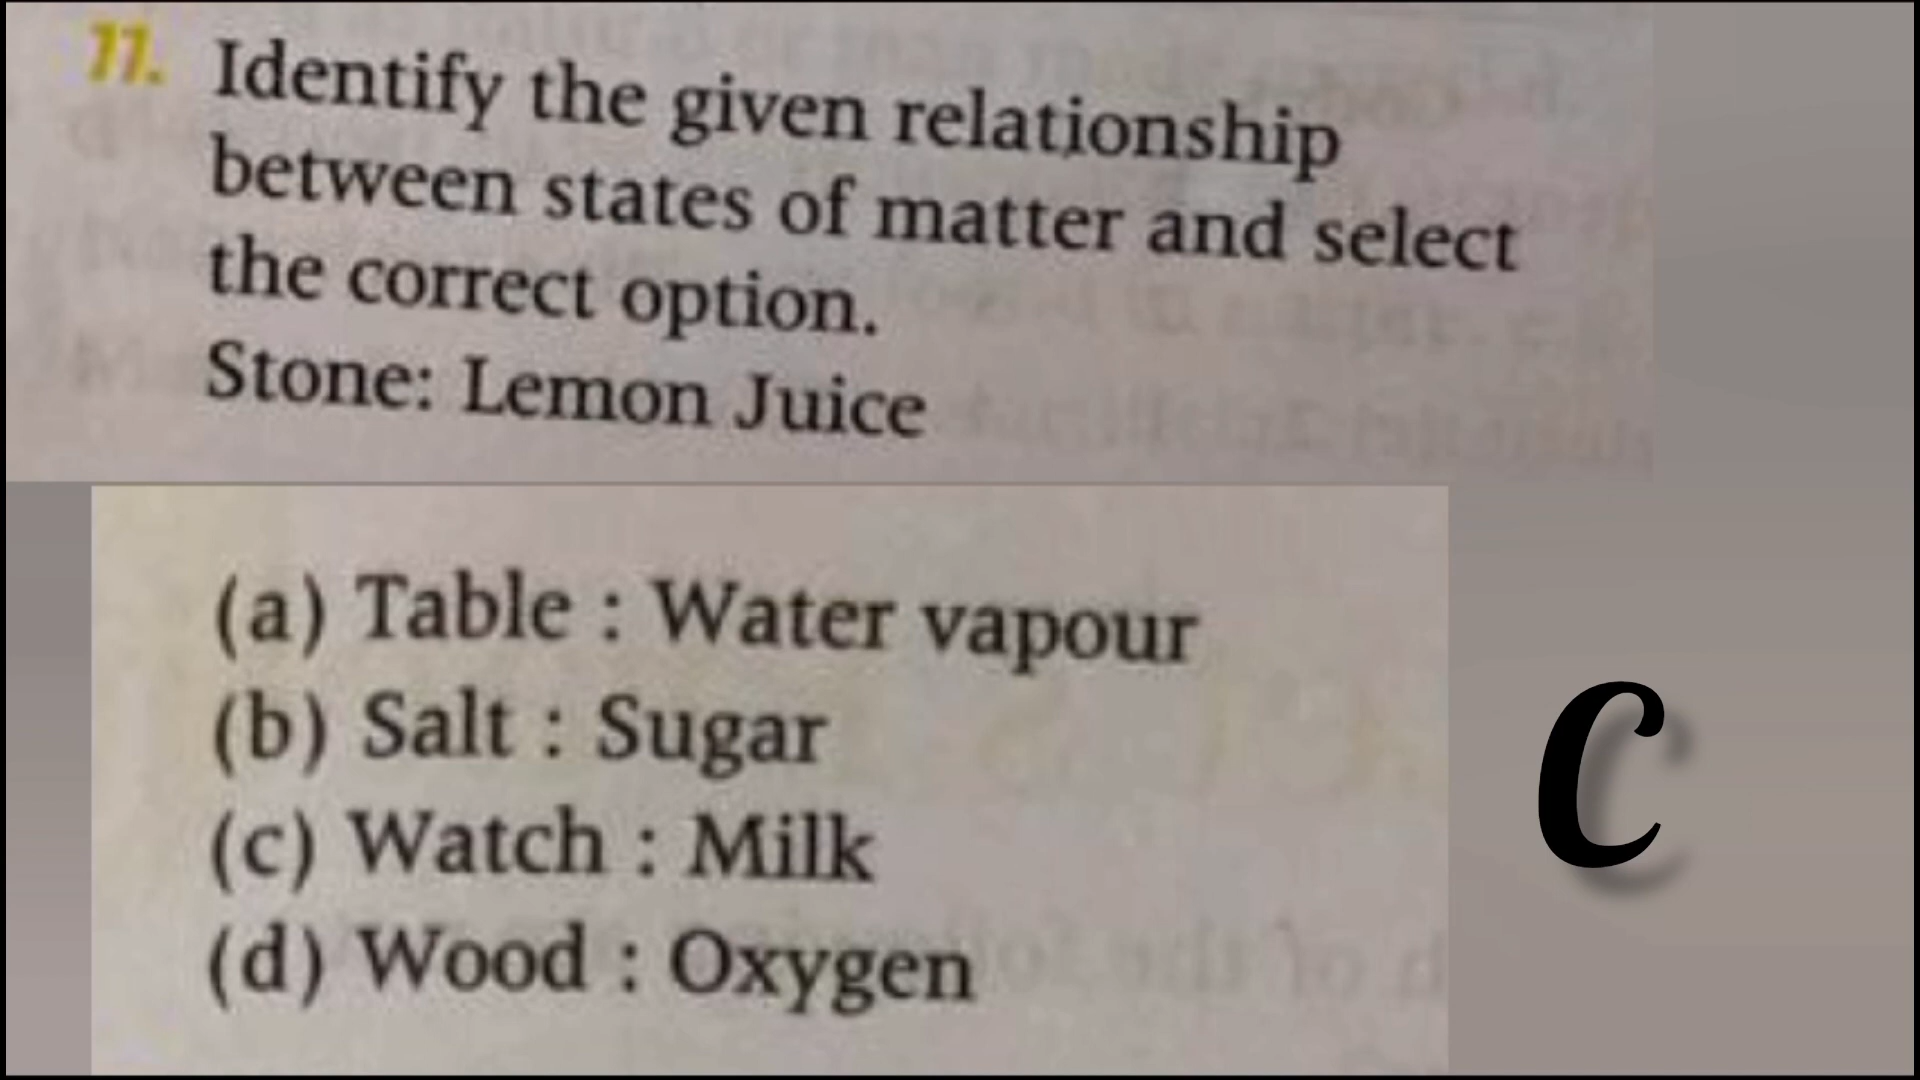 11. Identify the given relationship
between states of matter and select
the correct option.
Stone: Lemon Juice
(a) Table : Water vapour
(b) Salt : Sugar
(c) Watch : Milk
(d) Wood : Oxygen
C